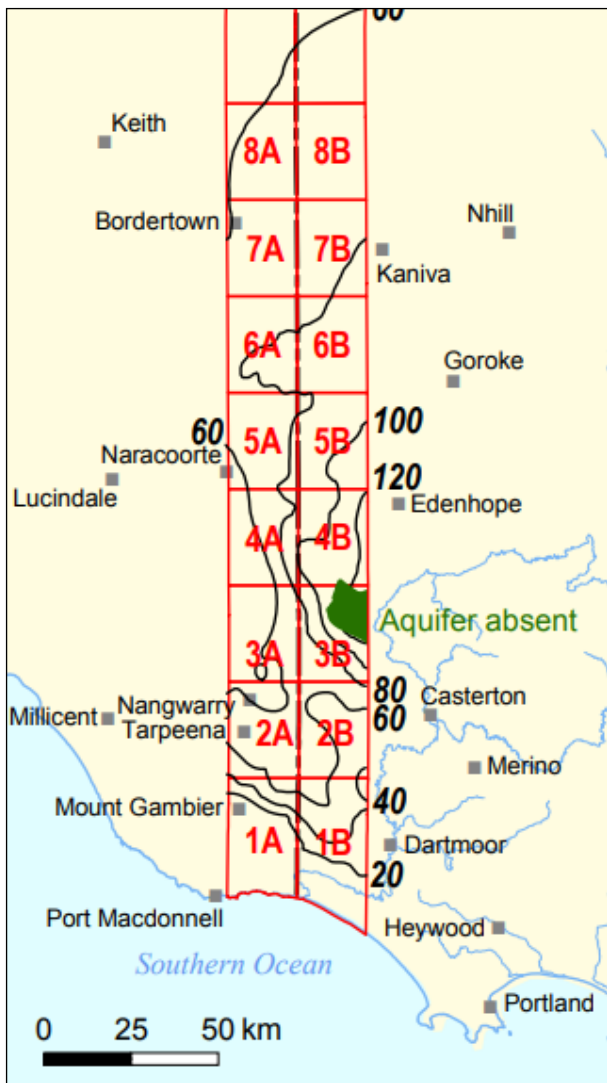 60
Keith
8A
8B
Bordertown
Nhill
7A
7B
Kaniva
6A
6B
Goroke
60
100
5A
5B
Naracoorte
120
Lucindale
Edenhope
4A
4B
Aquifer absent
3A
3B
80
Nangwarry
Casterton
60
Millicent
Tarpeena
2A
2B
Merino
40
Mount Gambier
1A
1B
Dartmoor
20
Port Macdonnell
Heywood
Southern Ocean
Portland
0 25 50 km